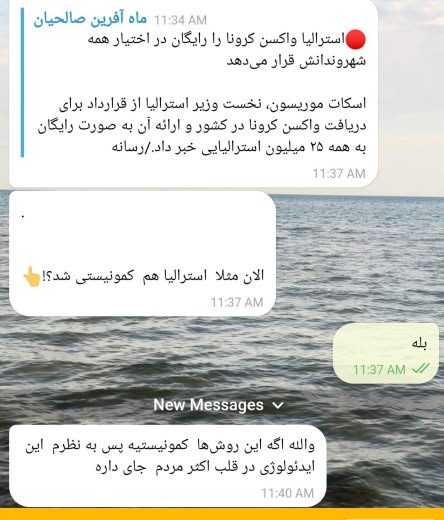 ماه آفرین صالحیان 11:34 AM
🔴استرالیا واکسن کرونا را رایگان در اختیار همه
شهروندانش قرار می‌دهد
اسکات موریسون، نخست وزیر استرالیا از قرارداد برای
دریافت واکسن کرونا در کشور و ارائه آن به صورت رایگان
به همه ۲۵ میلیون استرالیایی خبر داد./رسانه
11:37 AM
.
الان مثلا استرالیا هم کمونیستی شد؟!👆
11:37 AM
بله
11:37 AM
New Messages
والله اگه این روش‌ها کمونیستیه پس به نظرم این
ایدئولوژی در قلب اکثر مردم جای داره
11:40 AM